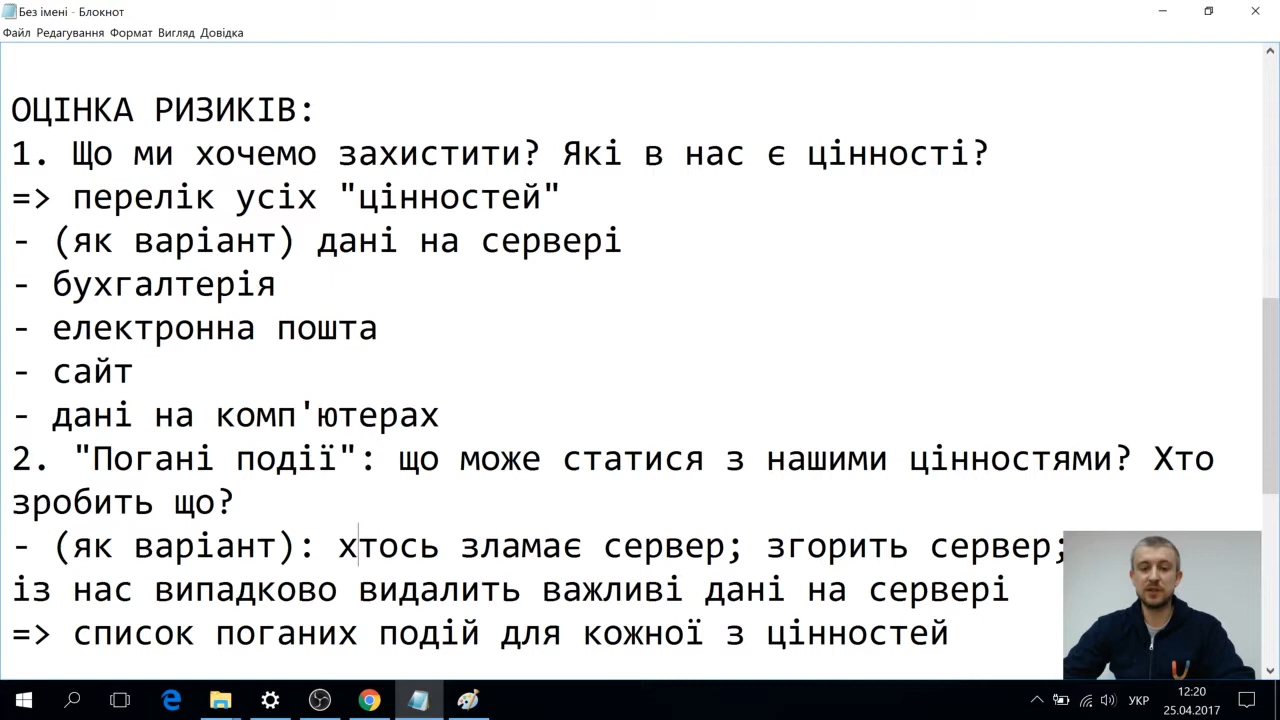 Без імені - Блокнот
Файл Редагування Формат Вигляд Довідка
ОЦІНКА РИЗИКІВ:
1. Що ми хочемо захистити? Які в нас є цінності?
=> перелік усіх "цінностей"
- (як варіант) дані на сервері
- бухгалтерія
- електронна пошта
- сайт
- дані на комп'ютерах
2. "Погані події": що може статися з нашими цінностями? Хто
зробить що?
- (як варіант): хтось зламає сервер; згорить сервер;
із нас випадково видалить важливі дані на сервері
=> список поганих подій для кожної з цінностей
УКР
12:20
25.04.2017